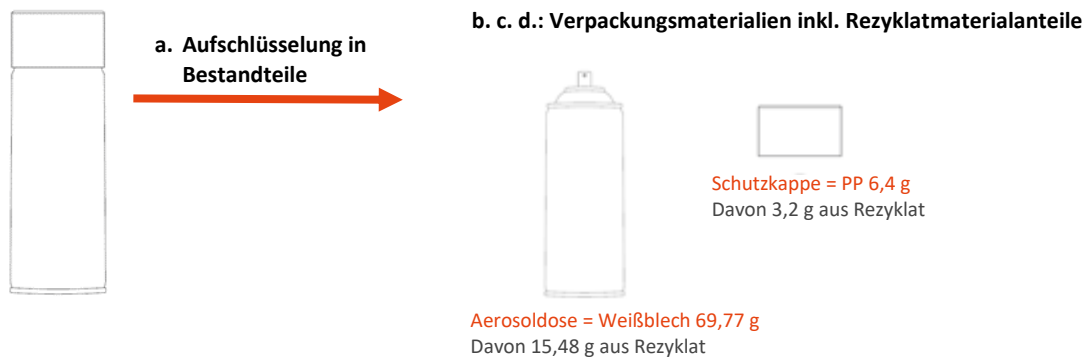 b. c. d.: Verpackungsmaterialien inkl. Rezyklatmaterialanteile
a. Aufschlüsselung in
Bestandteile
Schutzkappe = PP 6,4 g
Davon 3,2 g aus Rezyklat
Aerosoldose = Weißblech 69,77 g
Davon 15,48 g aus Rezyklat